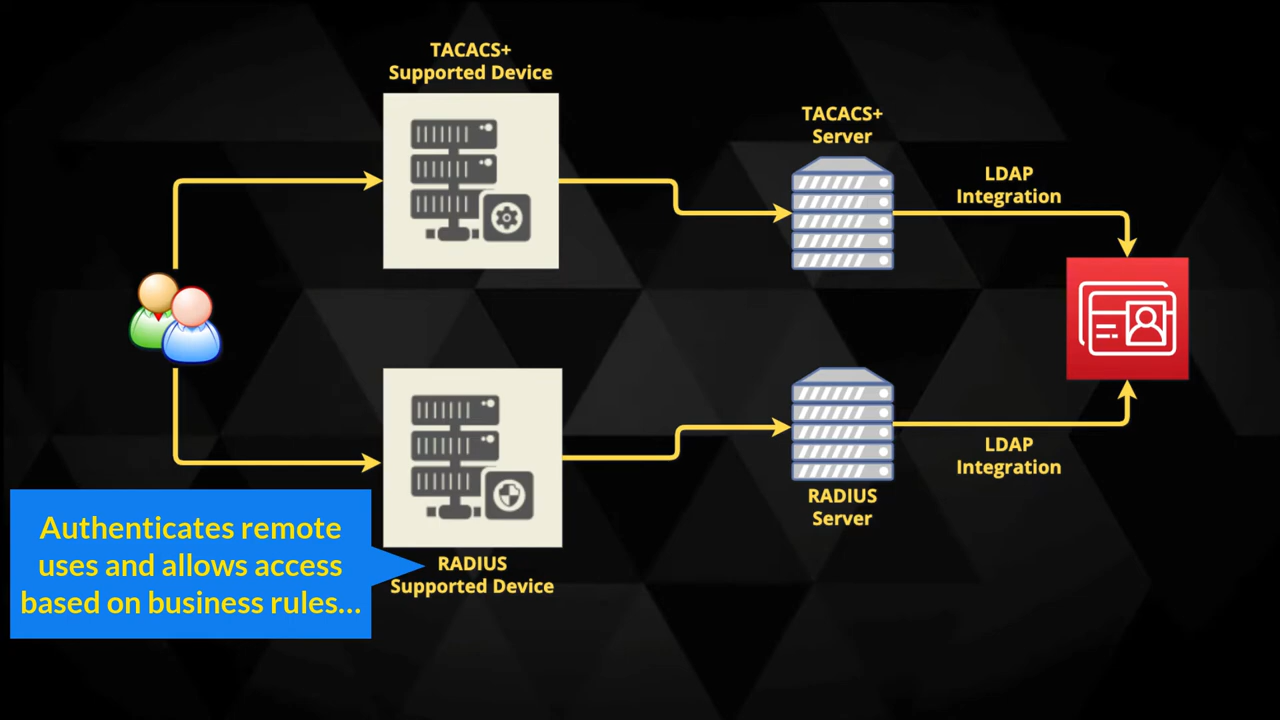 TACACS+
Supported Device
TACACS+
Server
LDAP
Integration
LDAP
Integration
RADIUS
Server
Authenticates remote
uses and allows access
based on business rules...
RADIUS
Supported Device